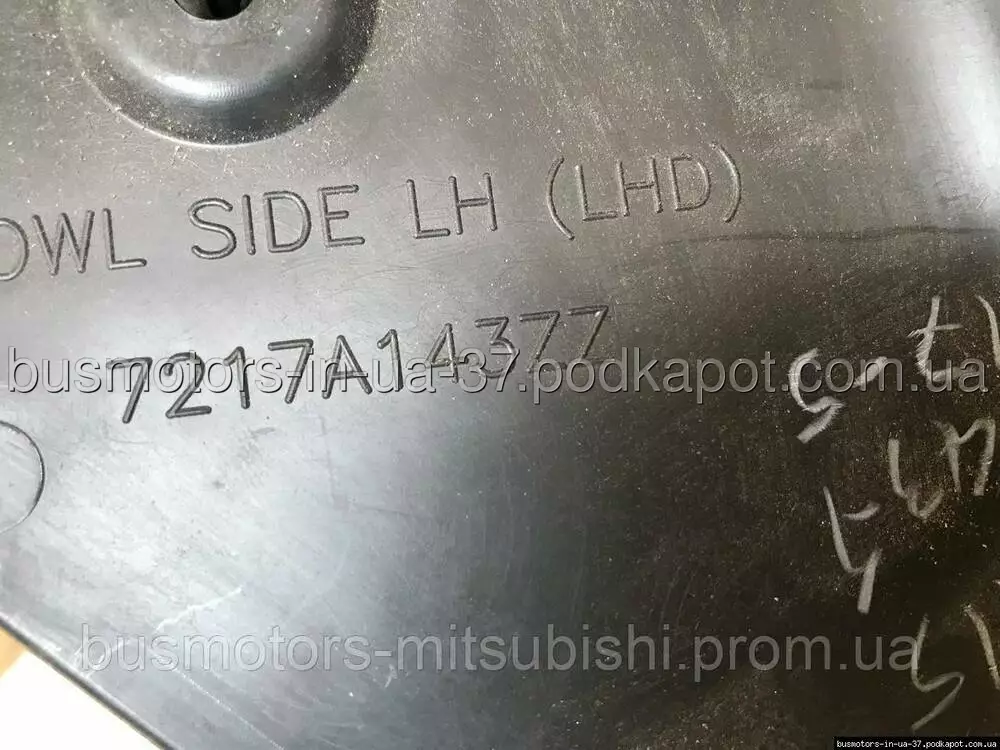 OWL SIDE LH (LHD)
7217A1437Z
busmotors-in-ua-37.podkapot.com.ua
busmotors-mitsubishi.prom.ua
busmotors-in-ua-37.podkapot.com.ua